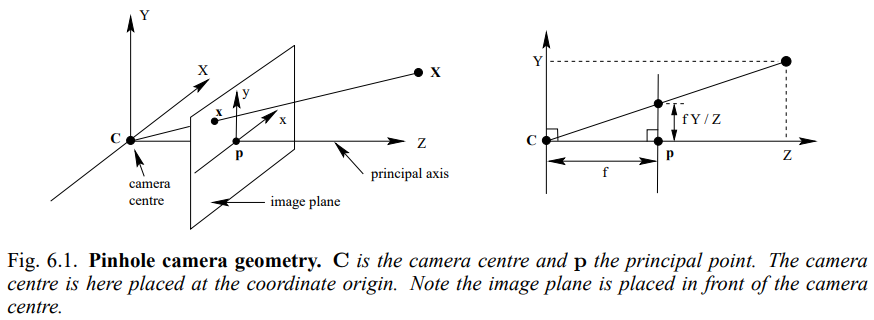 Y
X
C
camera
centre
x
y
x
p
X
Z
principal axis
image plane
Y
C
f
p
f Y / Z
Z
Fig. 6.1. Pinhole camera geometry. C is the camera centre and p the principal point. The camera
centre is here placed at the coordinate origin. Note the image plane is placed in front of the camera
centre.